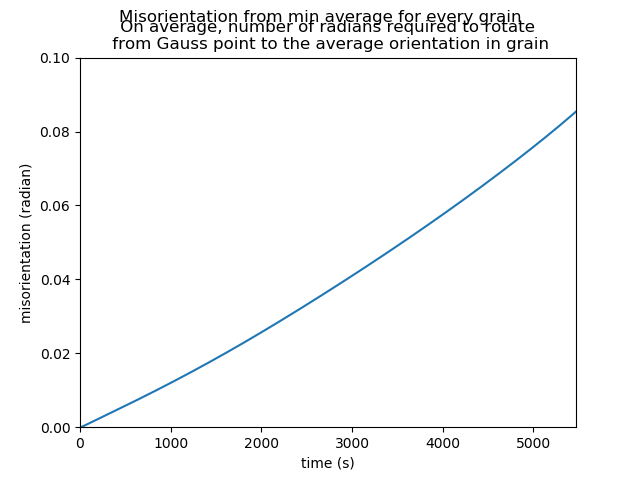 Misorientation from min average for every grain
On average, number of radians required to rotate
from Gauss point to the average orientation in grain
0.10
0.08
0.06
0.04
0.02
0.00
misorientation (radian)
0 1000 2000 3000 4000 5000
time (s)